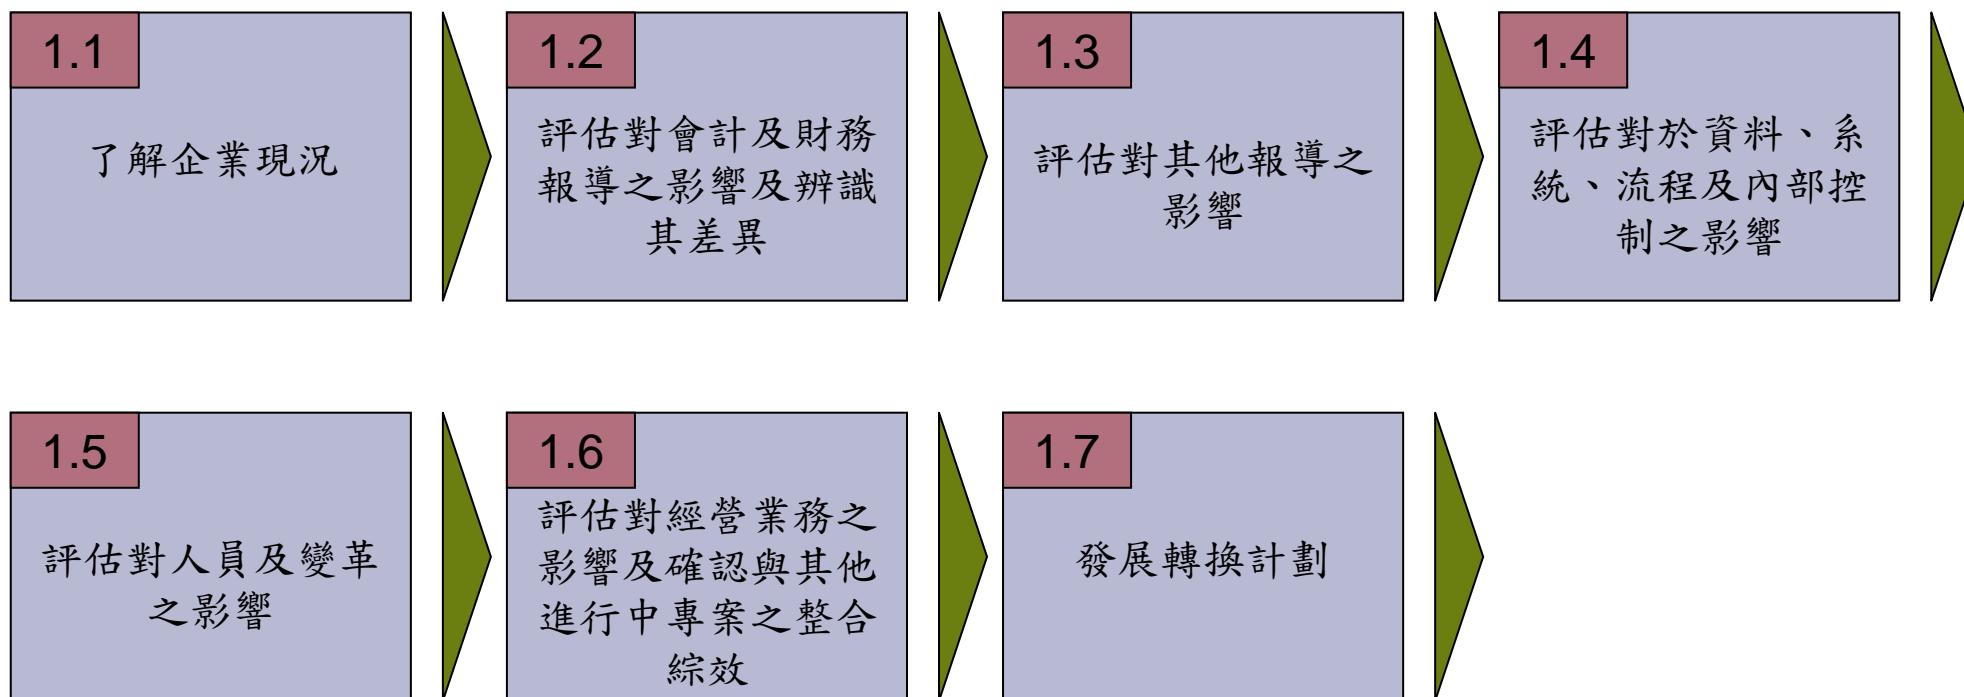 1.1
了解企業現況
1.2
評估對會計及財務
報導之影響及辨識
其差異
1.3
評估對其他報導之
影響
1.4
評估對於資料、系
統、流程及內部控
制之影響
1.5
評估對人員及變革
之影響
1.6
評估對經營業務之
影響及確認與其他
進行中專案之整合
綜效
1.7
發展轉換計劃